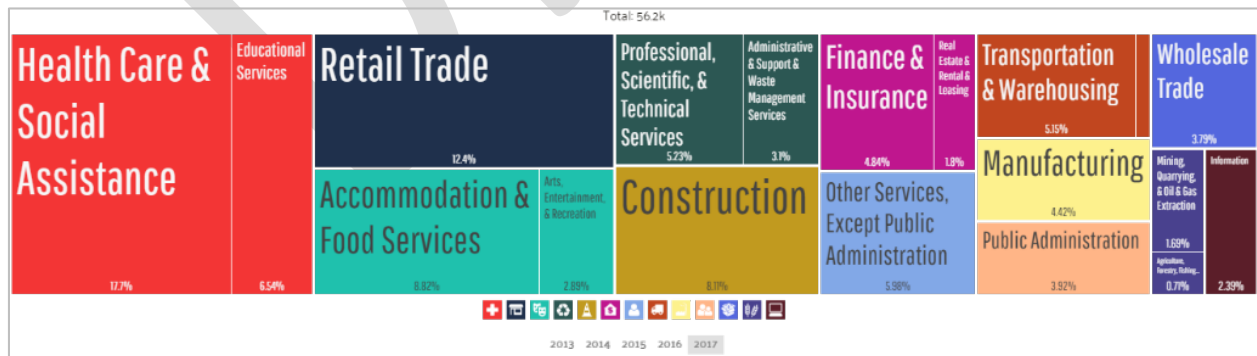 Total: 56.2k
Health Care &
Social
Assistance
17.7%
Educational
Services
6.54%
Retail Trade
12.4%
Accommodation &
Food Services
8.82%
Arts,
Entertainment,
& Recreation
2.89%
Professional,
Scientific, &
Technical
Services
5.23%
Administrative
& Support &
Waste
Management
Services
3.1%
Construction
8.11%
Finance &
Insurance
4.84%
Real
Estate &
Rental &
Leasing
1.8%
Other Services,
Except Public
Administration
5.98%
Transportation
& Warehousing
5.15%
Manufacturing
4.42%
Public Administration
3.92%
Wholesale
Trade
3.79%
Mining,
Quarrying,
& Oil & Gas
Extraction
1.69%
Agriculture,
Forestry, Fishing...
0.71%
Information
2.39%
2013 2014 2015 2016 2017